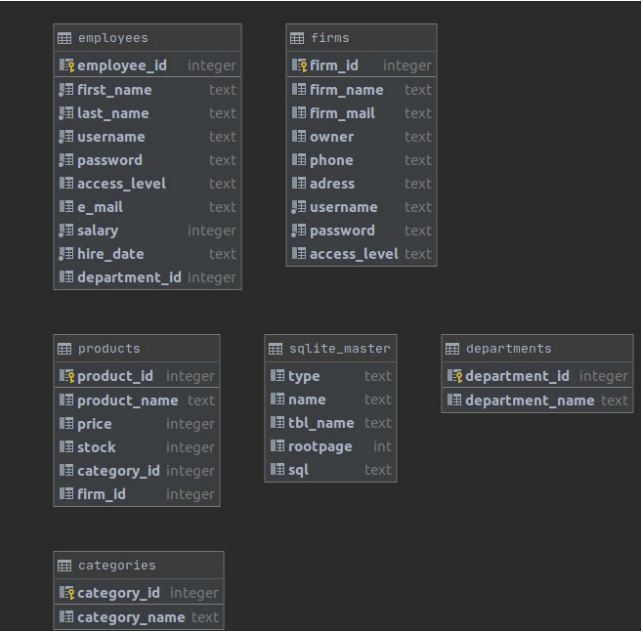 employees
employee_id integer
first_name text
last_name text
username text
password text
access_level text
e_mail text
salary integer
hire_date text
department_id integer
firms
firm_id integer
firm_name text
firm_mail text
owner text
phone text
adress text
username text
password text
access_level text
products
product_id integer
product_name text
price integer
stock integer
category_id integer
firm_id integer
sqlite_master
type text
name text
tbl_name text
rootpage int
sql text
departments
department_id integer
department_name text
categories
category_id integer
category_name text